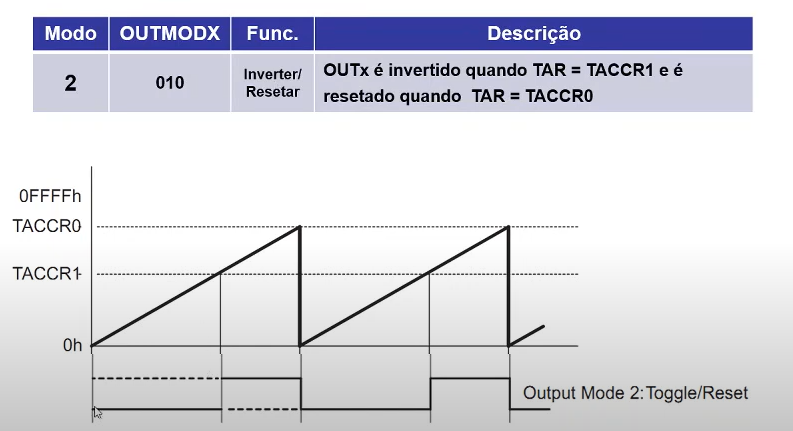 Modo OUTMODX Func. Descrição
2 010 Inverter/
Resetar
OUTx é invertido quando TAR = TACCR1 e é
resetado quando TAR = TACCR0
0FFFFh
TACCR0
TACCR1
0h
Output Mode 2:Toggle/Reset